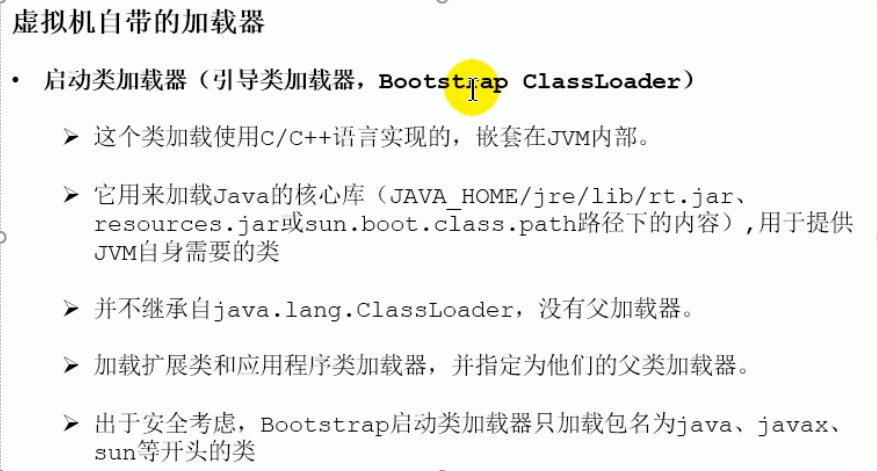 虚拟机自带的加载器
• 启动类加载器（引导类加载器，Bootstrap ClassLoader）
➢ 这个类加载使用C/C++语言实现的，嵌套在JVM内部。
➢ 它用来加载Java的核心库（JAVA_HOME/jre/lib/rt.jar、
resources.jar或sun.boot.class.path路径下的内容）,用于提供
JVM自身需要的类
➢ 并不继承自java.lang.ClassLoader，没有父加载器。
➢ 加载扩展类和应用程序类加载器，并指定为他们的父类加载器。
➢ 出于安全考虑，Bootstrap启动类加载器只加载包名为java、javax、
sun等开头的类